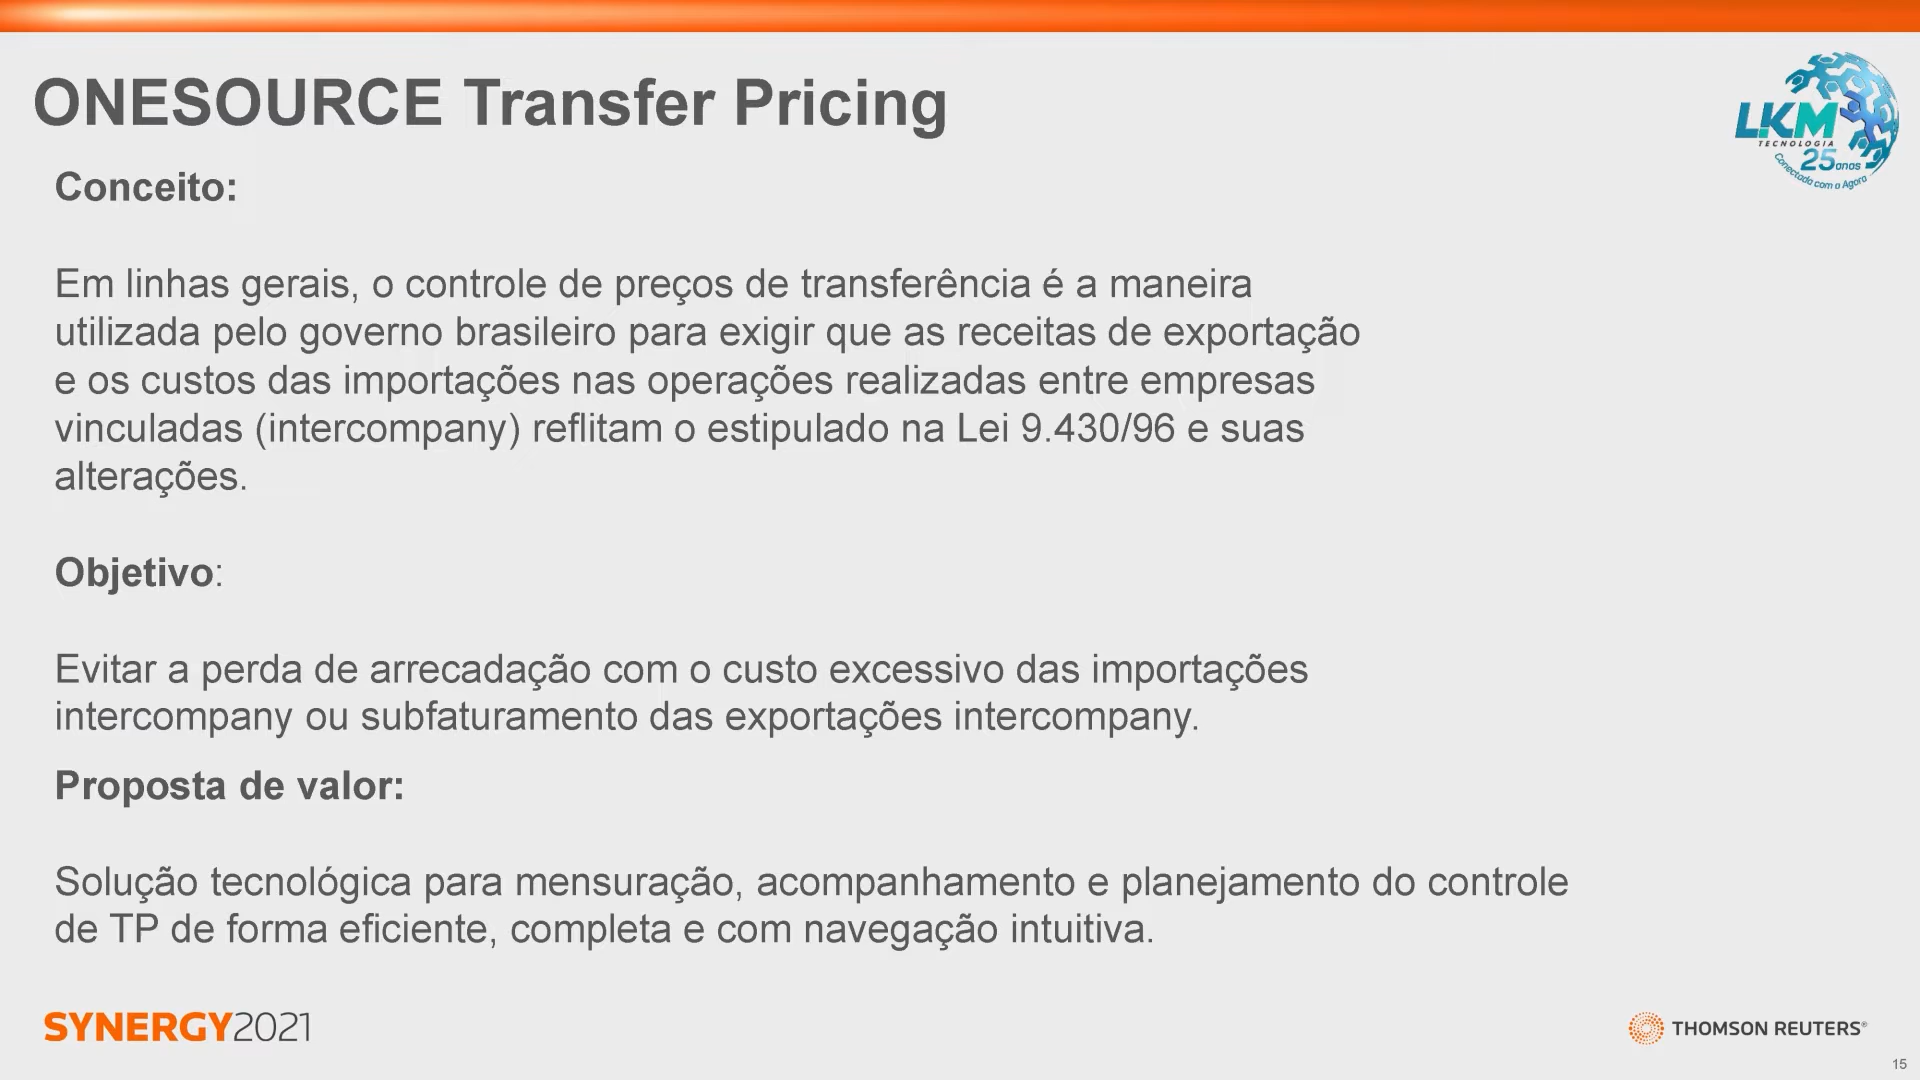 ONESOURCE Transfer Pricing
LKM
TECNOLOGIA
25anos
Conectado com o Agora
Conceito:
Em linhas gerais, o controle de preços de transferência é a maneira
utilizada pelo governo brasileiro para exigir que as receitas de exportação
e os custos das importações nas operações realizadas entre empresas
vinculadas (intercompany) reflitam o estipulado na Lei 9.430/96 e suas
alterações.
Objetivo:
Evitar a perda de arrecadação com o custo excessivo das importações
intercompany ou subfaturamento das exportações intercompany.
Proposta de valor:
Solução tecnológica para mensuração, acompanhamento e planejamento do controle
de TP de forma eficiente, completa e com navegação intuitiva.
SYNERGY2021
THOMSON REUTERS®
15